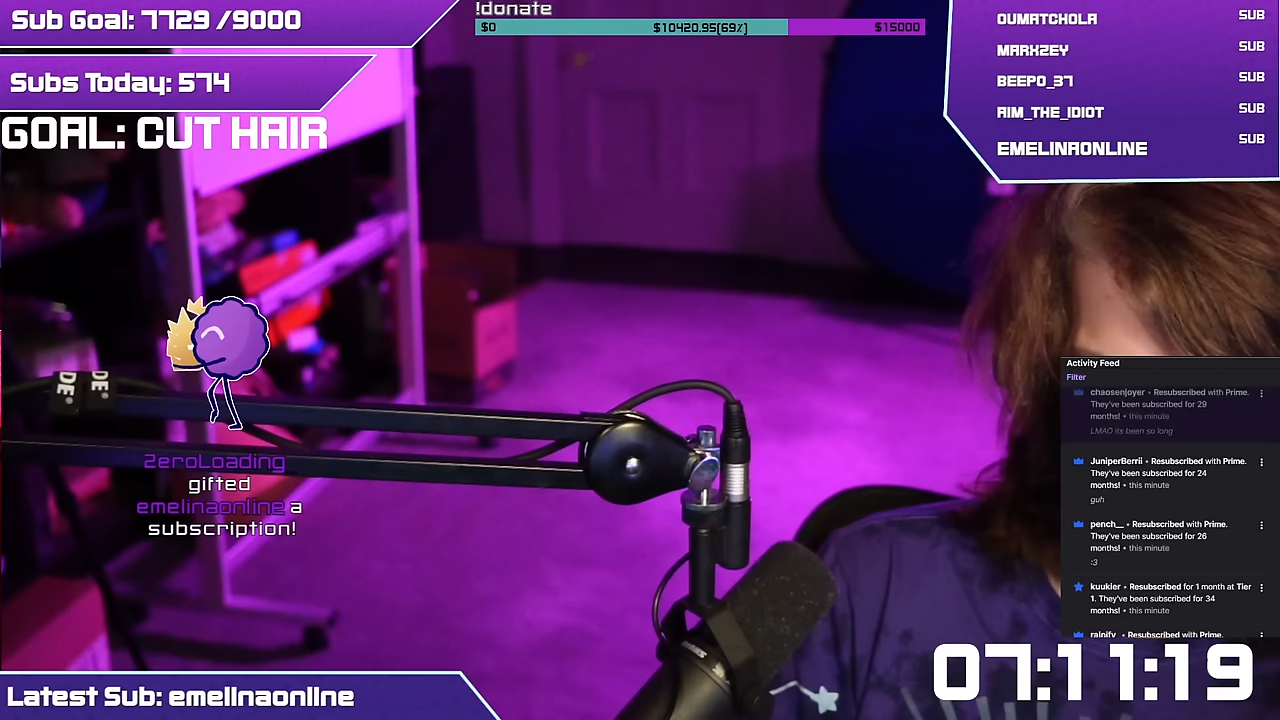 Sub Goal: 7729 /9000
Subs Today: 574
GOAL: CUT HAIR
!donate
$0 $10420.95(69%) $15000
OUMATCHOLA SUB
MARKZEY SUB
BEEPO_37 SUB
AIM_THE_IDIOT SUB
EMELINAONLINE SUB
DE®
DE®
ZeroLoading
gifted
emelinaonline a
subscription!
Activity Feed
Filter
chaosenjoyer • Resubscribed with Prime.
They've been subscribed for 29
months! • this minute
LMAO its been so long
JuniperBerrii • Resubscribed with Prime.
They've been subscribed for 24
months! • this minute
guh
pench__ • Resubscribed with Prime.
They've been subscribed for 26
months! • this minute
:3
kuukier • Resubscribed for 1 month at Tier
1. They've been subscribed for 34
months! • this minute
rainify • Resubscribed with Prime.
07:11:19
Latest Sub: emelinaonline